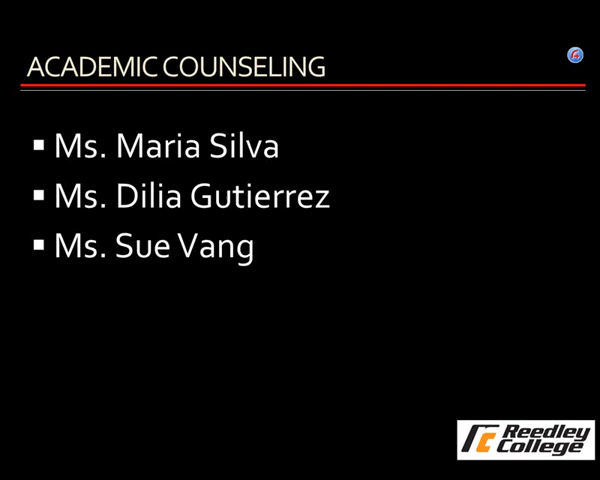 ACADEMIC COUNSELING
▪ Ms. Maria Silva
▪ Ms. Dilia Gutierrez
▪ Ms. Sue Vang
Reedley
College